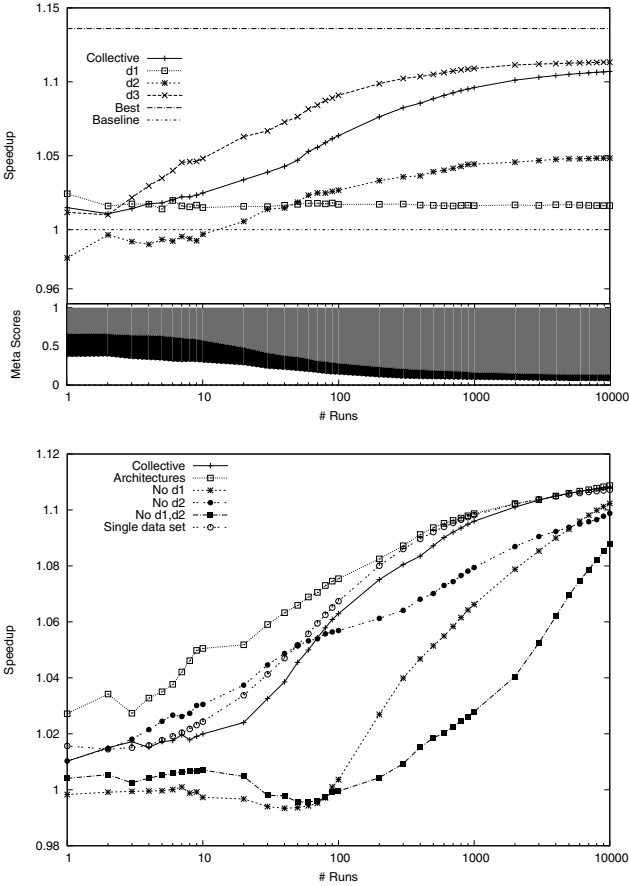 1.15
1.1
1.05
1
0.96
Speedup
Collective
d1
d2
d3
Best
Baseline
1
0.5
0
Meta Scores
1 10 100 1000 10000
# Runs
1.12
1.1
1.08
1.06
1.04
1.02
1
0.98
Speedup
Collective
Architectures
No d1
No d2
No d1,d2
Single data set
1 10 100 1000 10000
# Runs